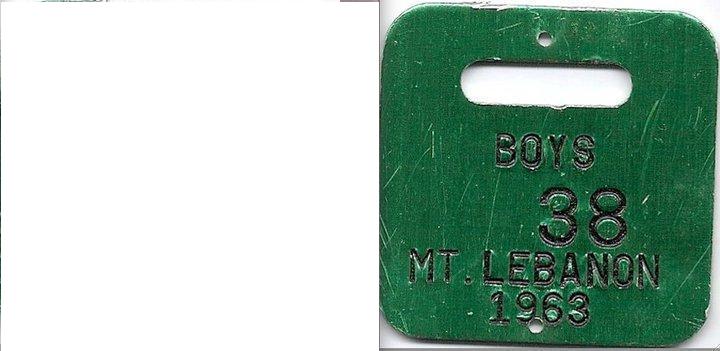 BOYS
38
MT. LEBANON
1963